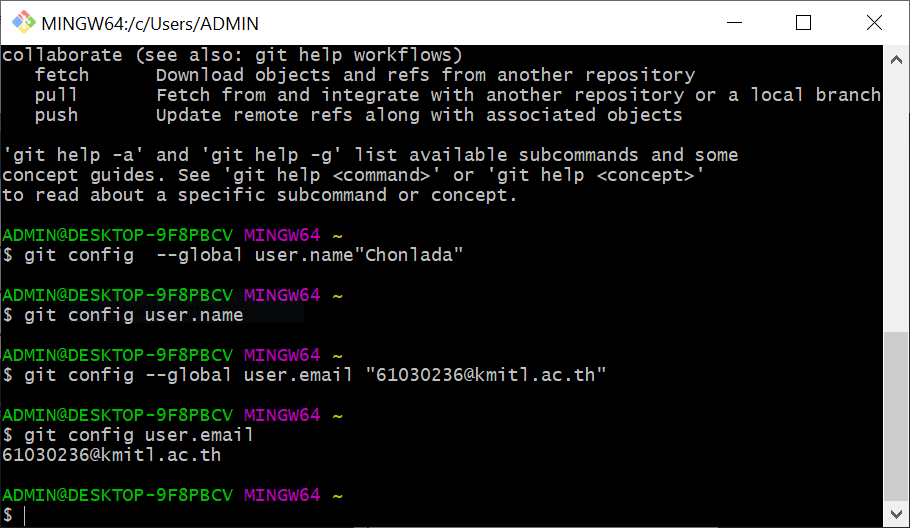 MINGW64:/c/Users/ADMIN
collaborate (see also: git help workflows)
   fetch      Download objects and refs from another repository
   pull       Fetch from and integrate with another repository or a local branch
   push       Update remote refs along with associated objects

'git help -a' and 'git help -g' list available subcommands and some
concept guides. See 'git help <command>' or 'git help <concept>'
to read about a specific subcommand or concept.

ADMIN@DESKTOP-9F8PBCV MINGW64 ~
$ git config  --global user.name"Chonlada"

ADMIN@DESKTOP-9F8PBCV MINGW64 ~
$ git config user.name

ADMIN@DESKTOP-9F8PBCV MINGW64 ~
$ git config --global user.email "61030236@kmitl.ac.th"

ADMIN@DESKTOP-9F8PBCV MINGW64 ~
$ git config user.email
61030236@kmitl.ac.th

ADMIN@DESKTOP-9F8PBCV MINGW64 ~
$